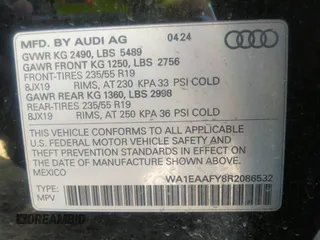 MFD. BY AUDI AG 04 24
GVWR KG 2490, LBS 5489
GAWR FRONT KG 1250, LBS 2756
FRONT-TIRES 235/55 R19
8JX19 RIMS, AT 230 KPA 33 PSI COLD
GAWR REAR KG 1360, LBS 2998
REAR-TIRES 235/55 R19
8JX19 RIMS, AT 250 KPA 36 PSI COLD
THIS VEHICLE CONFORMS TO ALL APPLICABLE
U.S. FEDERAL MOTOR VEHICLE SAFETY AND
THEFT PREVENTION STANDARDS IN EFFECT ON
THE DATE OF MANUFACTURE SHOWN ABOVE.
MEXICO
WA1EAAFY8R2086532
TYPE: PASSENGER CAR
DREAMBID